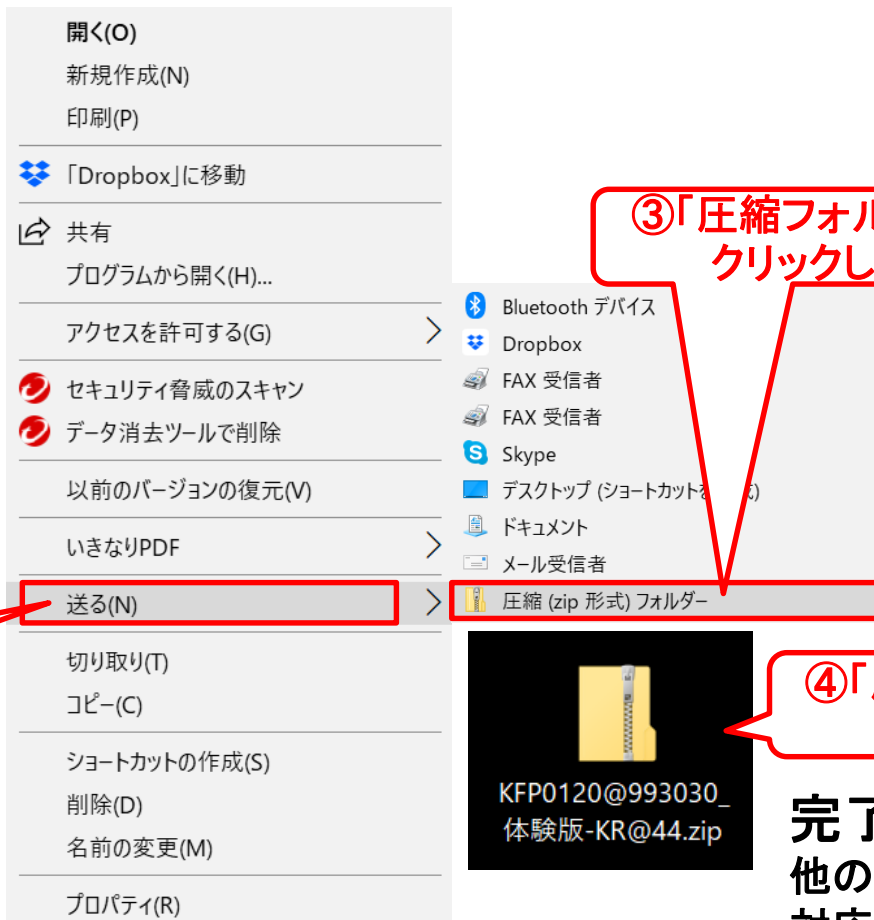 開く(O)
新規作成(N)
印刷(P)
「Dropbox」に移動
共有
プログラムから開く(H)...
アクセスを許可する(G)
セキュリティ脅威のスキャン
データ消去ツールで削除
以前のバージョンの復元(V)
いきなりPDF
送る(N)
切り取り(T)
コピー(C)
ショートカットの作成(S)
削除(D)
名前の変更(M)
プロパティ(R)
③「圧縮フォル
クリックし
Bluetooth デバイス
Dropbox
FAX 受信者
FAX 受信者
Skype
デスクトップ (ショートカットを
ドキュメント
メール受信者
圧縮 (zip 形式) フォルダー
④「
KFP0120@993030_
体験版-KR@44.zip
完了
他の